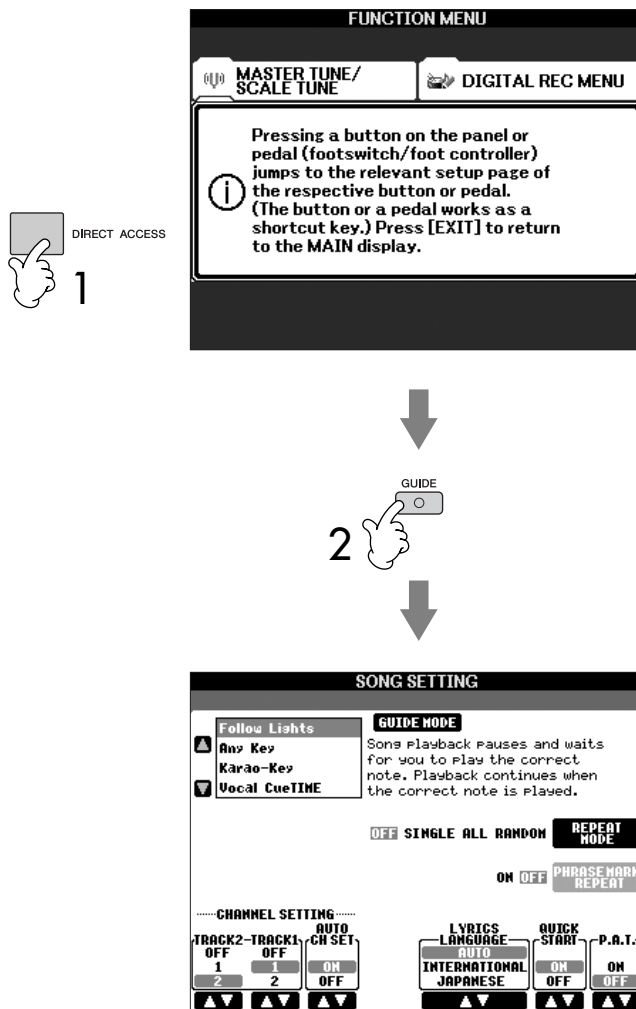 FUNCTION MENU
MASTER TUNE/
SCALE TUNE
DIGITAL REC MENU
Pressing a button on the panel or
pedal (footswitch/foot controller)
jumps to the relevant setup page of
the respective button or pedal.
(The button or a pedal works as a
shortcut key.) Press [EXIT] to return
to the MAIN display.
DIRECT ACCESS
1
GUIDE
2
SONG SETTING
Follow Lights
Any Key
Karao-Key
Vocal CueTIME
GUIDE MODE
Song playback pauses and waits
for you to play the correct
note. Playback continues when
the correct note is played.
OFF SINGLE ALL RANDOM REPEAT MODE
ON OFF PHRASE MARK REPEAT
CHANNEL SETTING
TRACK2 TRACK1 AUTO CH SET
OFF OFF
1 1 ON
2 2 OFF
LYRICS LANGUAGE QUICK START P.A.T.
AUTO
INTERNATIONAL ON ON
JAPANESE OFF OFF